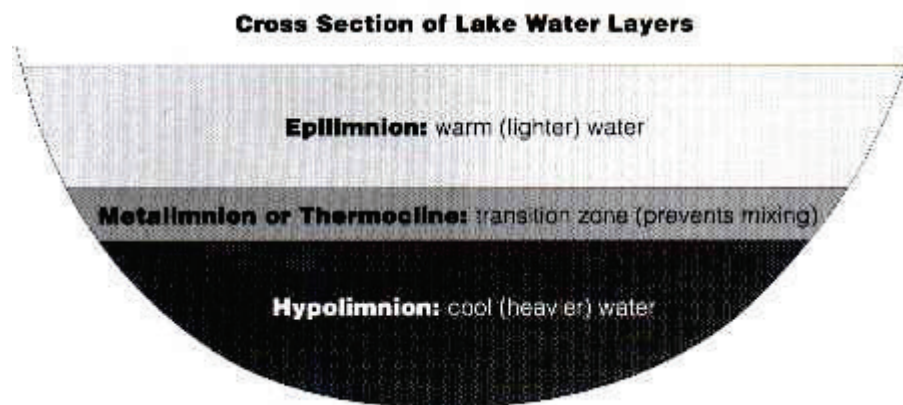 Cross Section of Lake Water Layers
Epilimnion: warm (lighter) water
Metalimnion or Thermocline: transition zone (prevents mixing)
Hypolimnion: cool (heavier) water